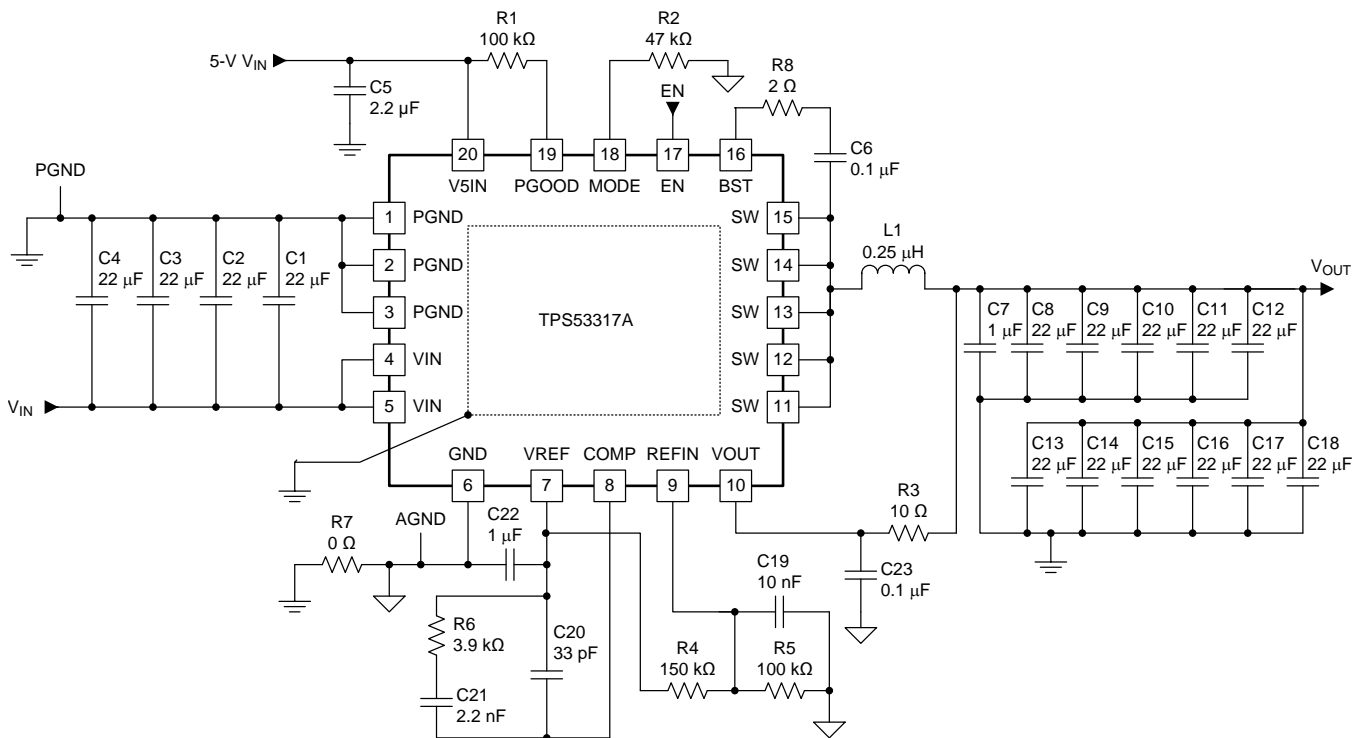 R1
100 kΩ
R2
47 kΩ
5-V VIN
C5
2.2 µF
EN
R8
2 Ω
C6
0.1 µF
20
19
18
17
16
V5IN
PGOOD
MODE
EN
BST
PGND
1
PGND
2
PGND
3
PGND
4
VIN
5
VIN
C4
22 µF
C3
22 µF
C2
22 µF
C1
22 µF
VIN
TPS53317A
SW
15
SW
14
SW
13
SW
12
SW
11
L1
0.25 µH
VOUT
C7
1 µF
C8
22 µF
C9
22 µF
C10
22 µF
C11
22 µF
C12
22 µF
C13
22 µF
C14
22 µF
C15
22 µF
C16
22 µF
C17
22 µF
C18
22 µF
GND
VREF
COMP
REFIN
VOUT
6
7
8
9
10
R3
10 Ω
AGND
C22
1 µF
R7
0 Ω
C19
10 nF
C23
0.1 µF
R6
3.9 kΩ
C20
33 pF
R4
150 kΩ
R5
100 kΩ
C21
2.2 nF